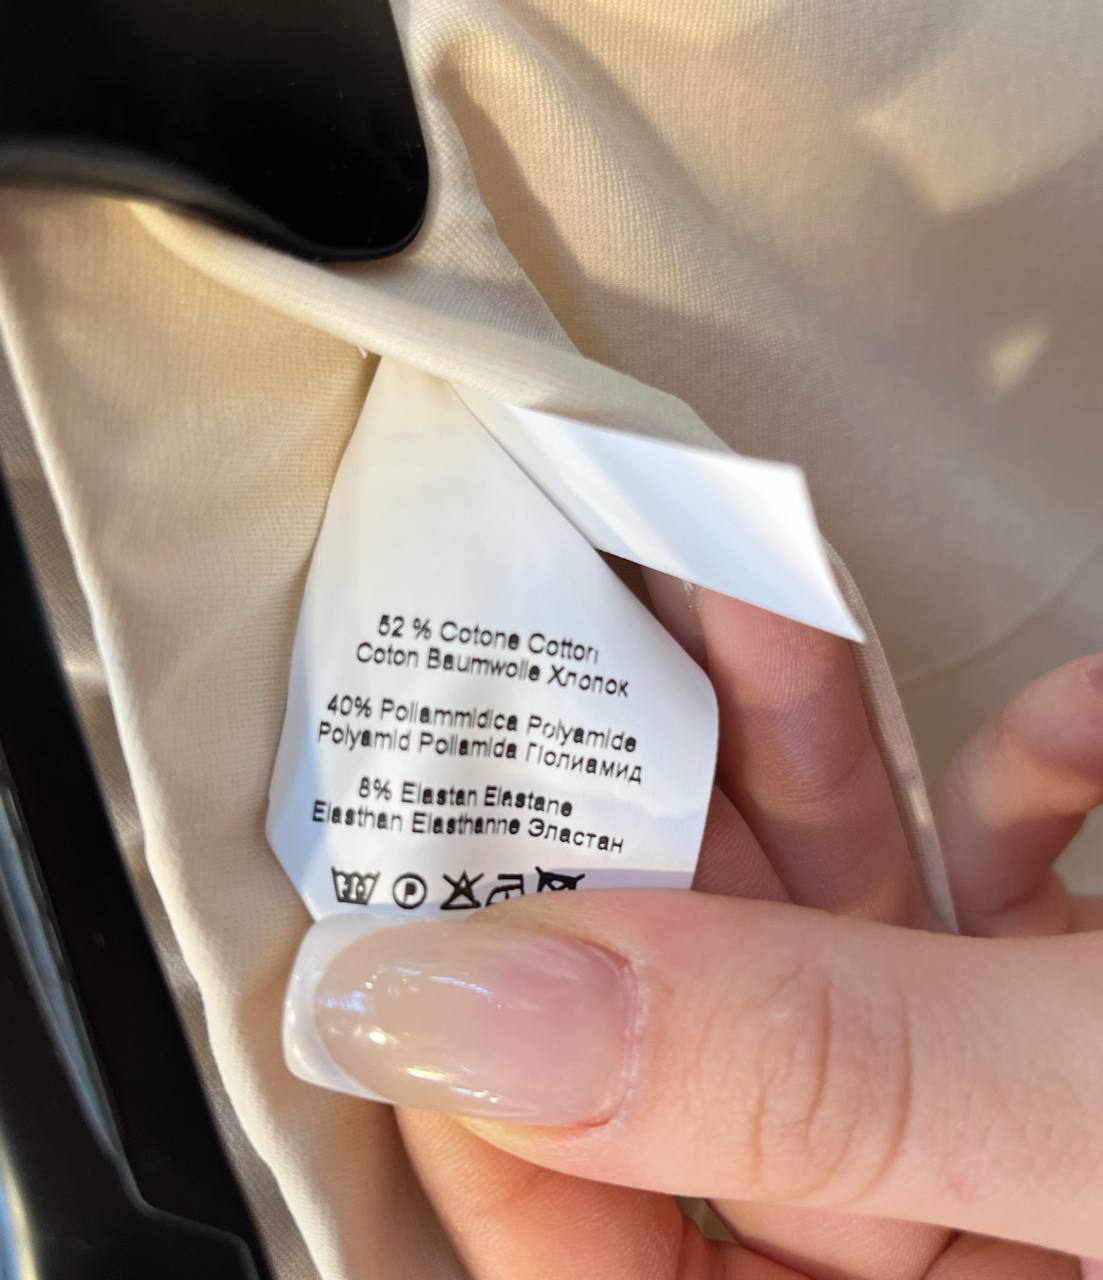 52 % Cotone Cotton
Coton Baumwolle Хлопок
40% Poliammidica Polyamide
Polyamid Poliamida Полиамид
8% Elastan Elastane
Elasthan Elasthanne Эластан
P